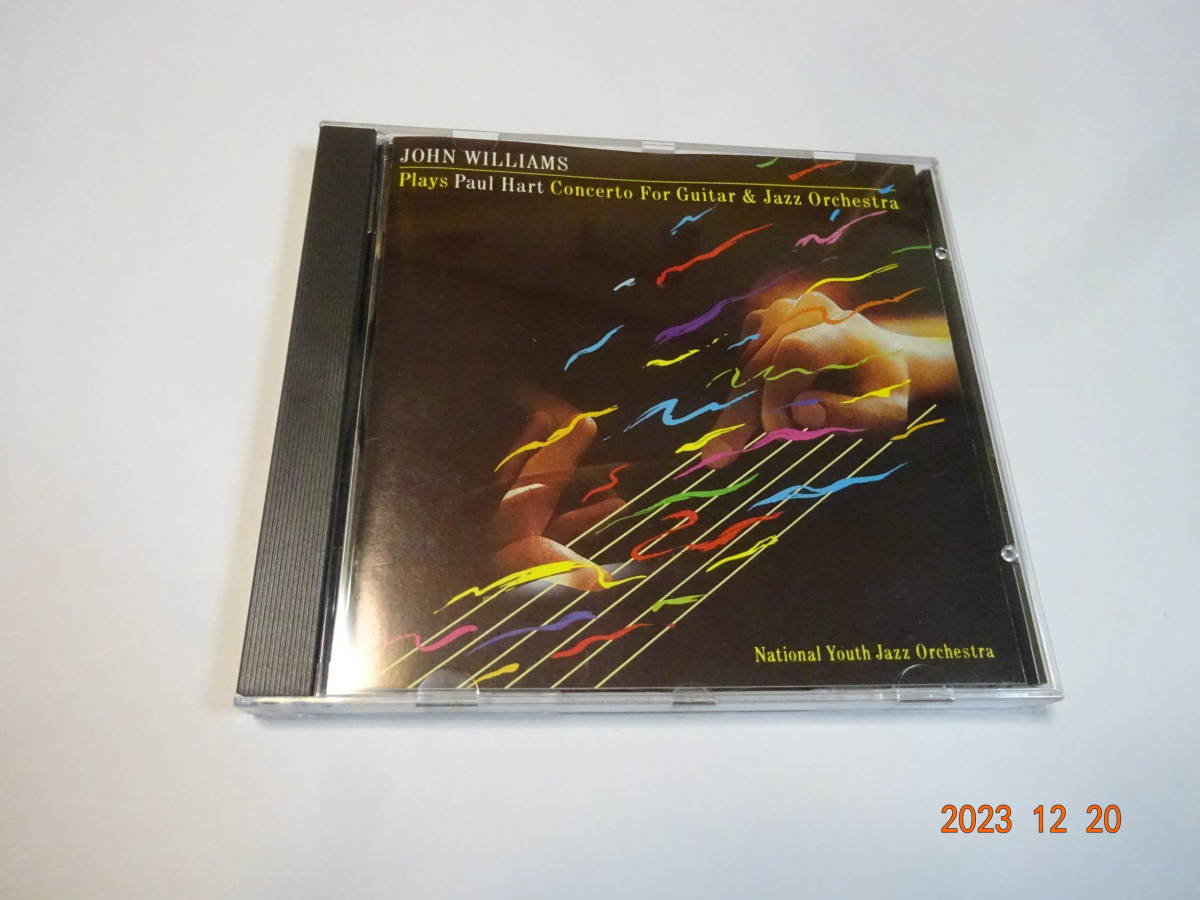 JOHN WILLIAMS
Plays Paul Hart Concerto For Guitar & Jazz Orchestra
National Youth Jazz Orchestra
2023 12 20